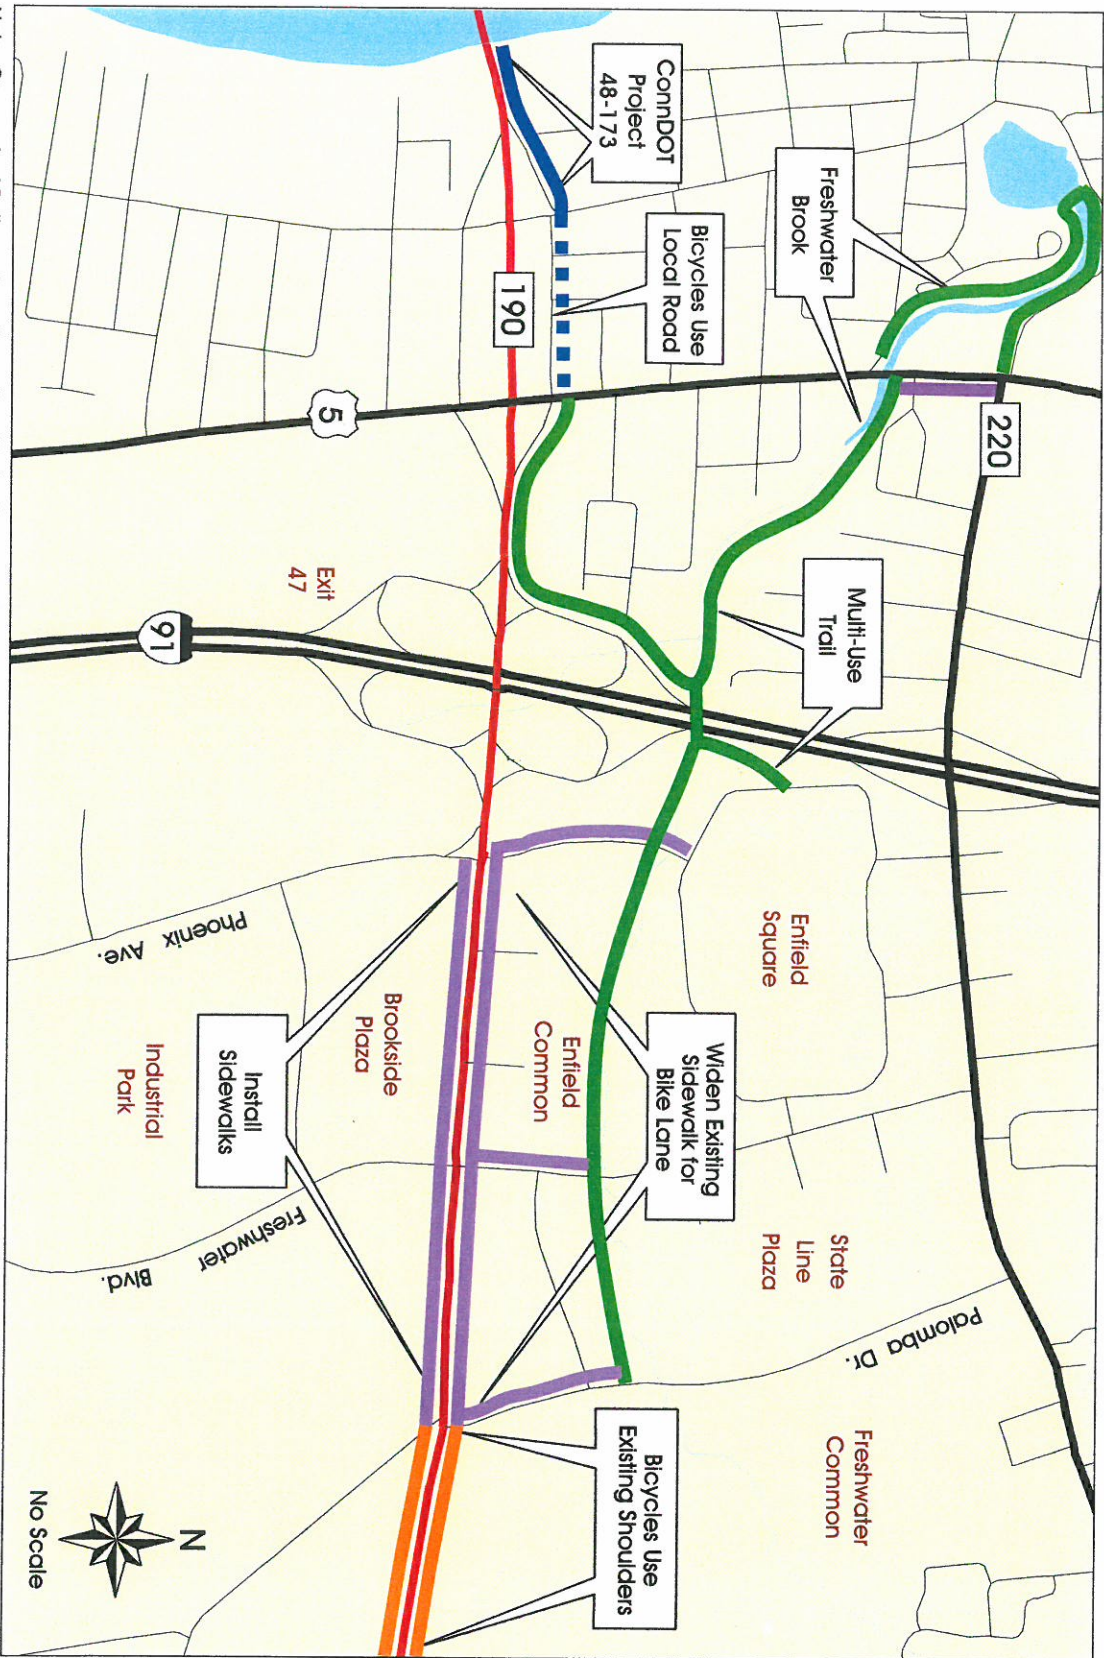 ConnDOT
Project
48-173
Freshwater
Brook
Bicycles Use
Local Road
190
5
220
Multi-Use
Trail
Exit
47
91
Enfield
Square
Widen Existing
Sidewalk for
Bike Lane
Enfield
Common
Brookside
Plaza
Install
Sidewalks
Industrial
Park
Phoenix Ave.
Freshwater Blvd.
State
Line
Plaza
Palomba Dr.
Freshwater
Common
Bicycles Use
Existing Shoulders
N
No Scale